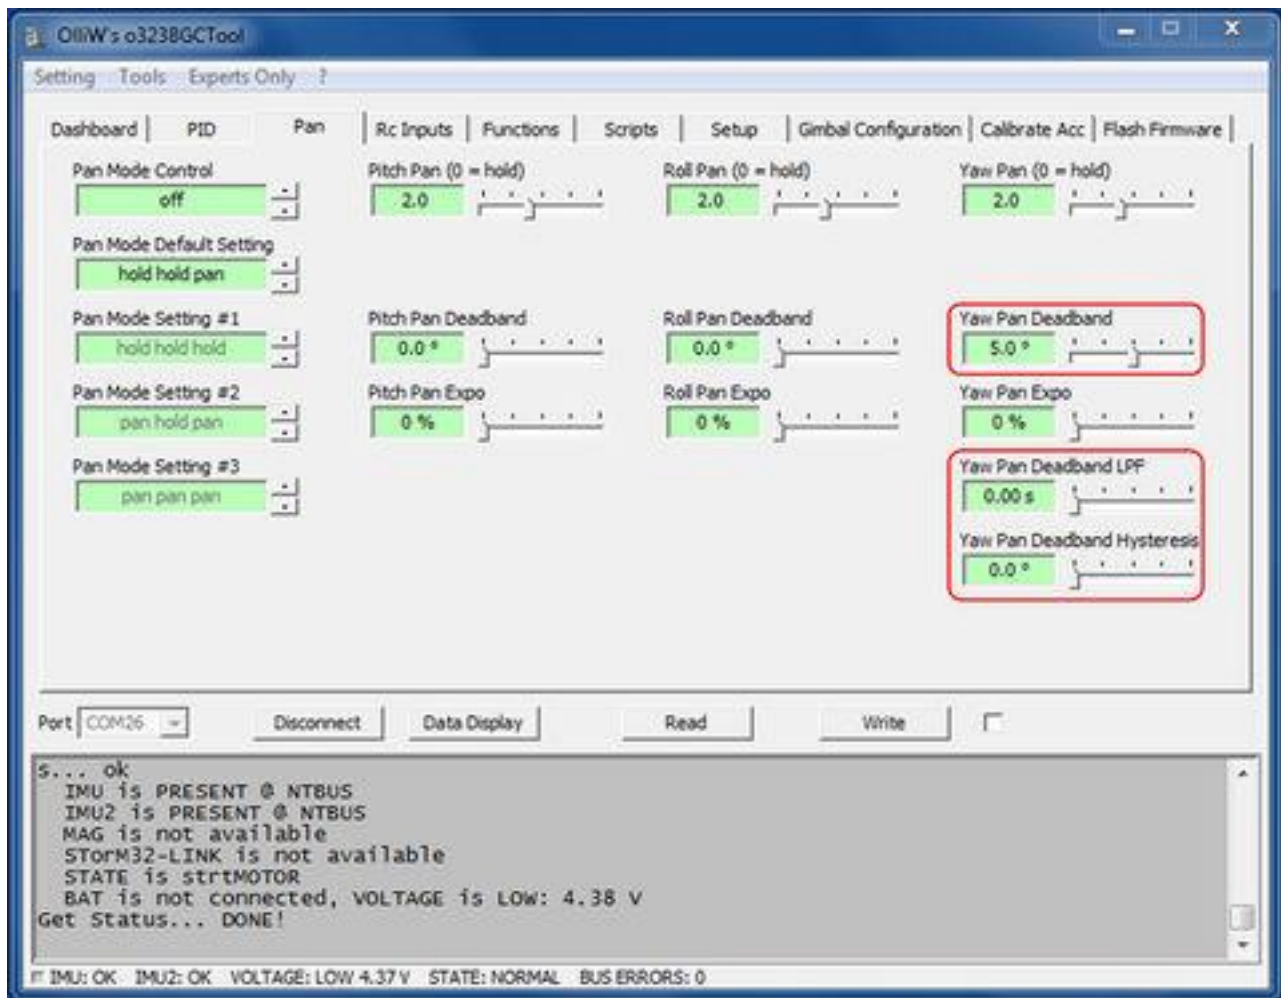 OlliW's o323BGCTool
Setting Tools Experts Only ?
Dashboard PID Pan Rc Inputs Functions Scripts Setup Gimbal Configuration Calibrate Acc Flash Firmware
Pan Mode Control Pitch Pan (0 = hold) Roll Pan (0 = hold) Yaw Pan (0 = hold)
off 2.0 2.0 2.0
Pan Mode Default Setting
hold hold pan
Pan Mode Setting #1 Pitch Pan Deadband Roll Pan Deadband Yaw Pan Deadband
hold hold hold 0.0 ° 0.0 ° 5.0 °
Pan Mode Setting #2 Pitch Pan Expo Roll Pan Expo Yaw Pan Expo
pan hold pan 0 % 0 % 0 %
Pan Mode Setting #3 Yaw Pan Deadband LPF
pan pan pan 0.00 s
Yaw Pan Deadband Hysteresis
0.0 °
Port COM26 Disconnect Data Display Read Write
s... ok
IMU is PRESENT @ NTBUS
IMU2 is PRESENT @ NTBUS
MAG is not available
STorM32-LINK is not available
STATE is strtMOTOR
BAT is not connected, VOLTAGE is LOW: 4.38 V
Get Status... DONE!
IMU: OK IMU2: OK VOLTAGE: LOW 4.37 V STATE: NORMAL BUS ERRORS: 0